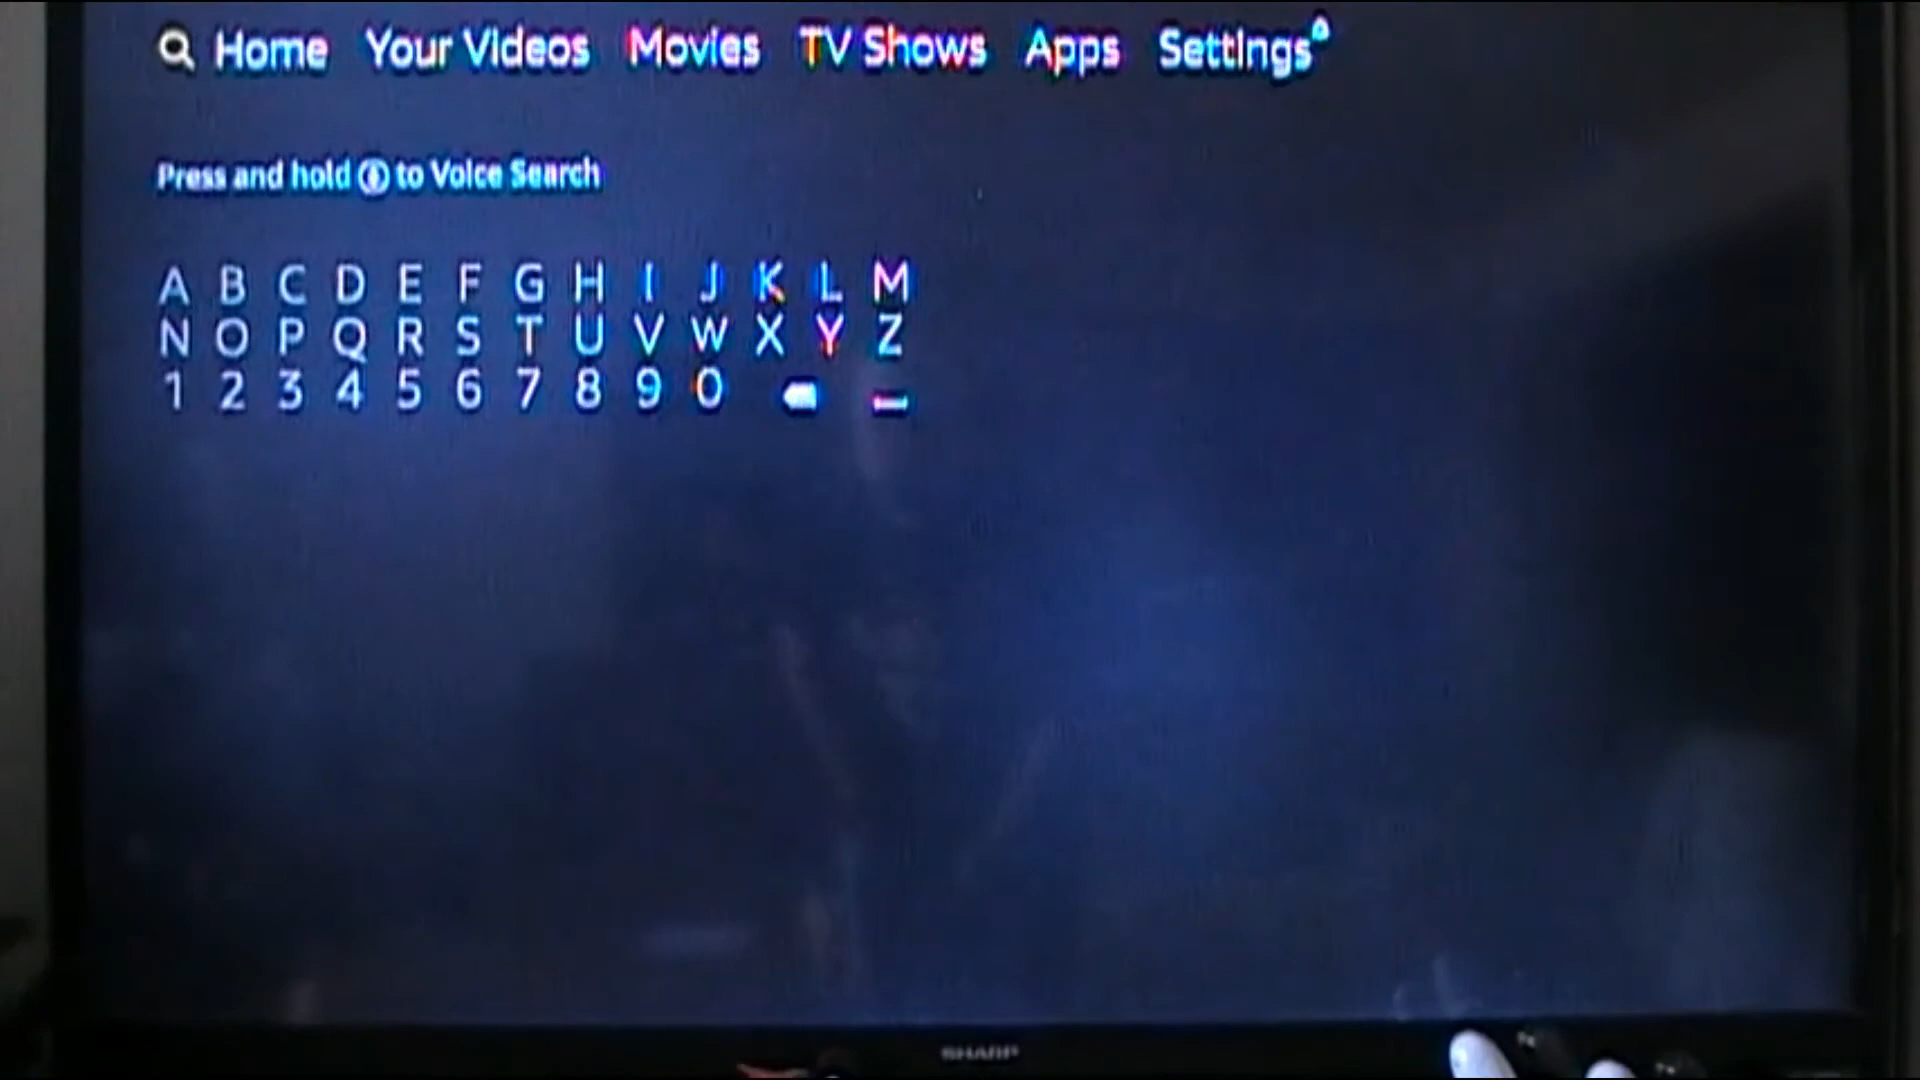 Home Your Videos Movies TV Shows Apps Settings
Press and hold to Voice Search
A B C D E F G H I J K L M
N O P Q R S T U V W X Y Z
1 2 3 4 5 6 7 8 9 0
SHARP